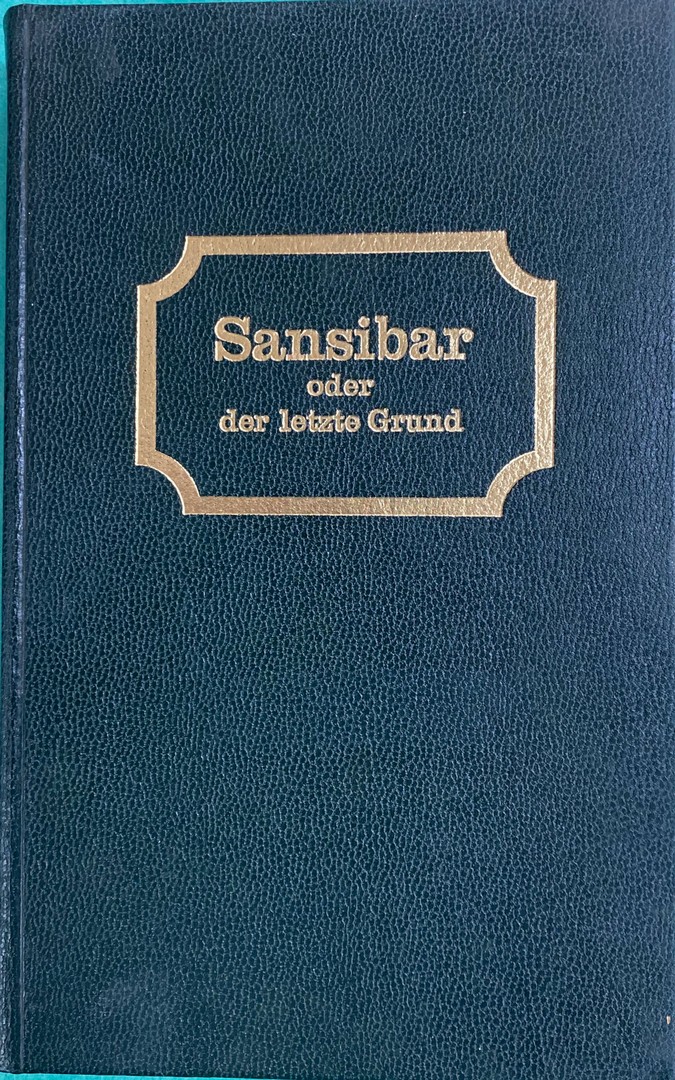 Sansibar
oder
der letzte Grund